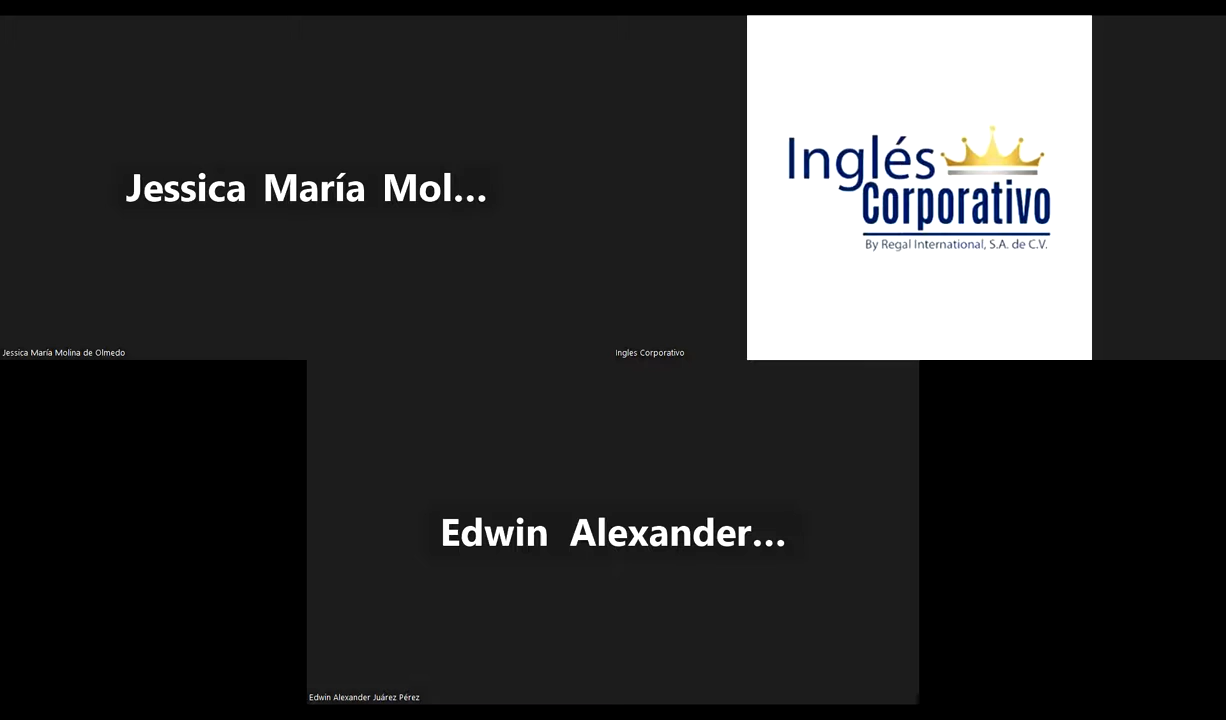 Jessica María Mol...
Jessica María Molina de Olmedo
Inglés
Corporativo
By Regal International, S.A. de C.V.
Ingles Corporativo
Edwin Alexander...
Edwin Alexander Juárez Pérez